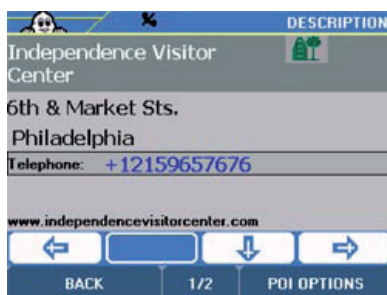 DESCRIPTION
Independence Visitor
Center
6th & Market Sts.
Philadelphia
Telephone: +12159657676
www.independencevisitorcenter.com
BACK 1/2 POI OPTIONS